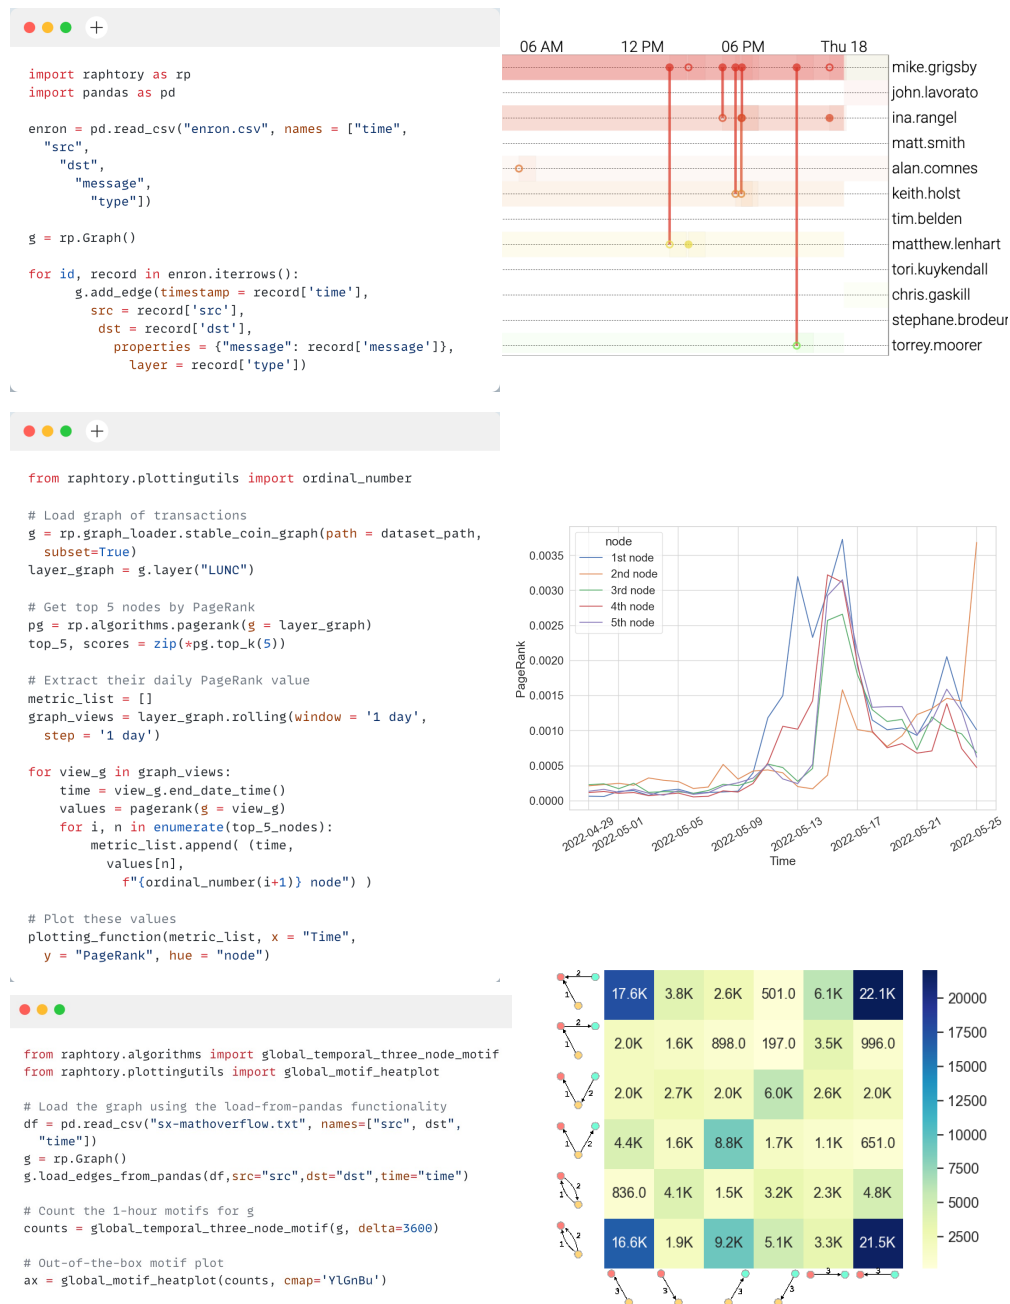 import raphtory as rp
import pandas as pd
enron = pd.read_csv("enron.csv", names = ["time",
"src",
"dst",
"message",
"type"])
g = rp.Graph()
for id, record in enron.iterrows():
g.add_edge(timestamp = record['time'],
src = record['src'],
dst = record['dst'],
properties = {"message": record['message']},
layer = record['type'])
06 AM 12 PM 06 PM Thu 18
mike.grigsby
john.lavorato
ina.rangel
matt.smith
alan.comnes
keith.holst
tim.belden
matthew.lenhart
tori.kuykendall
chris.gaskill
stephane.brodeur
torrey.moorer
from raphtory.plottingutils import ordinal_number
# Load graph of transactions
g = rp.graph_loader.stable_coin_graph(path = dataset_path,
subset=True)
layer_graph = g.layer("LUNC")
# Get top 5 nodes by PageRank
pg = rp.algorithms.pagerank(g = layer_graph)
top_5, scores = zip(*pg.top_k(5))
# Extract their daily PageRank value
metric_list = []
graph_views = layer_graph.rolling(window = '1 day',
step = '1 day')
for view_g in graph_views:
time = view_g.end_date_time()
values = pagerank(g = view_g)
for i, n in enumerate(top_5_nodes):
metric_list.append( (time,
values[n],
f"{ordinal_number(i+1)} node") )
# Plot these values
plotting_function(metric_list, x = "Time",
y = "PageRank", hue = "node")
node
1st node
2nd node
3rd node
4th node
5th node
PageRank
0.0035
0.0030
0.0025
0.0020
0.0015
0.0010
0.0005
0.0000
2022-04-29 2022-05-01 2022-05-05 2022-05-09 2022-05-13 2022-05-17 2022-05-21 2022-05-25
Time
from raphtory.algorithms import global_temporal_three_node_motif
from raphtory.plottingutils import global_motif_heatplot
# Load the graph using the load-from-pandas functionality
df = pd.read_csv("sx-mathoverflow.txt", names=["src", dst",
"time"])
g = rp.Graph()
g.load_edges_from_pandas(df,src="src",dst="dst",time="time")
# Count the 1-hour motifs for g
counts = global_temporal_three_node_motif(g, delta=3600)
# Out-of-the-box motif plot
ax = global_motif_heatplot(counts, cmap='YlGnBu')
2
1
17.6K 3.8K 2.6K 501.0 6.1K 22.1K
2
1
2.0K 1.6K 898.0 197.0 3.5K 996.0
1 2
2.0K 2.7K 2.0K 6.0K 2.6K 2.0K
1 2
4.4K 1.6K 8.8K 1.7K 1.1K 651.0
2
1
836.0 4.1K 1.5K 3.2K 2.3K 4.8K
2
1
16.6K 1.9K 9.2K 5.1K 3.3K 21.5K
3 3 3 3 3 3
20000
17500
15000
12500
10000
7500
5000
2500